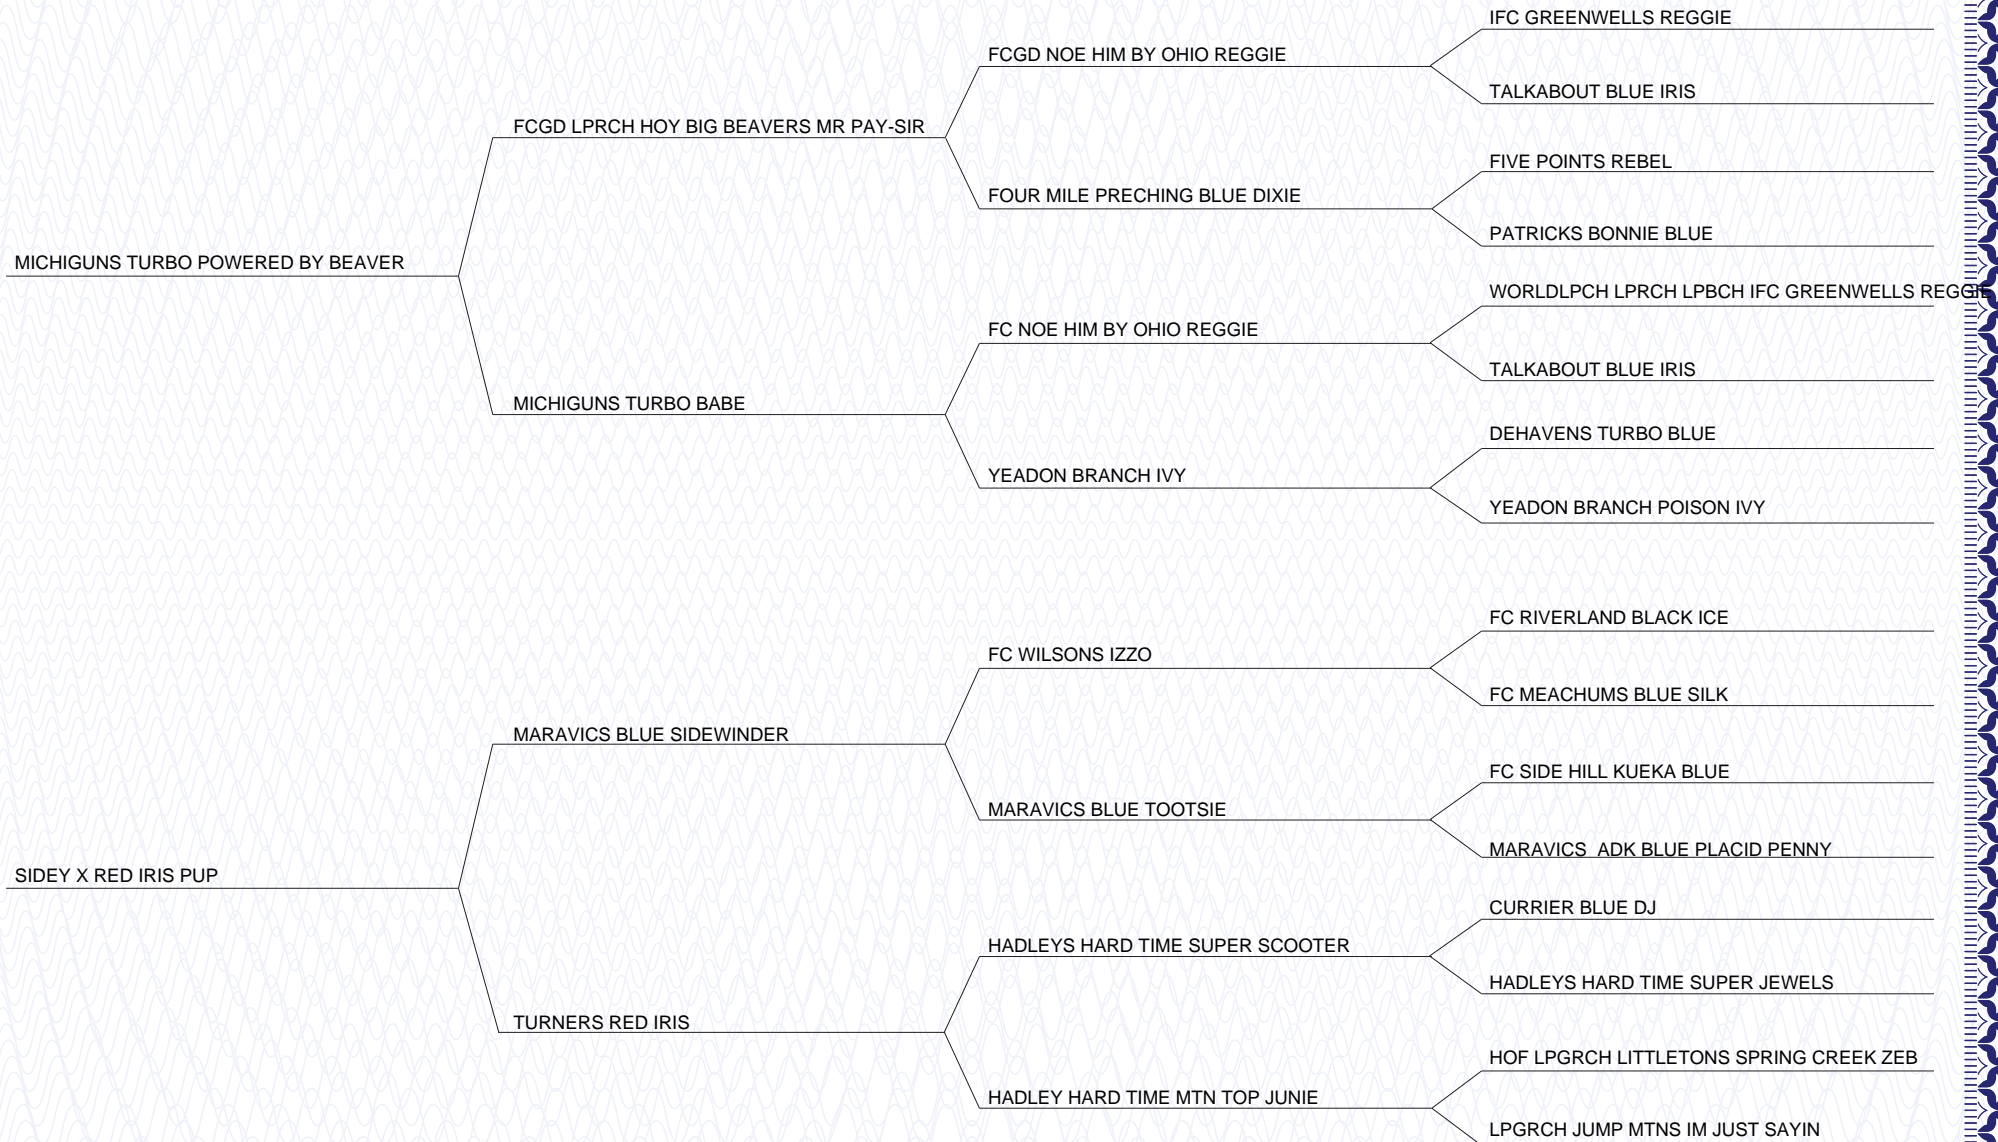 IFC GREENWELLS REGGIE
FCGD NOE HIM BY OHIO REGGIE
TALKABOUT BLUE IRIS
FCGD LPRCH HOY BIG BEAVERS MR PAY-SIR
FIVE POINTS REBEL
FOUR MILE PRECHING BLUE DIXIE
PATRICKS BONNIE BLUE
MICHIGUNS TURBO POWERED BY BEAVER
WORLDLPCH LPRCH LPBCH IFC GREENWELLS REGGIE
FC NOE HIM BY OHIO REGGIE
TALKABOUT BLUE IRIS
MICHIGUNS TURBO BABE
DEHAVENS TURBO BLUE
YEADON BRANCH IVY
YEADON BRANCH POISON IVY
FC RIVERLAND BLACK ICE
FC WILSONS IZZO
FC MEACHUMS BLUE SILK
MARAVICS BLUE SIDEWINDER
FC SIDE HILL KUEKA BLUE
MARAVICS BLUE TOOTSIE
MARAVICS  ADK BLUE PLACID PENNY
SIDEY X RED IRIS PUP
CURRIER BLUE DJ
HADLEYS HARD TIME SUPER SCOOTER
HADLEYS HARD TIME SUPER JEWELS
TURNERS RED IRIS
HOF LPGRCH LITTLETONS SPRING CREEK ZEB
HADLEY HARD TIME MTN TOP JUNIE
LPGRCH JUMP MTNS IM JUST SAYIN